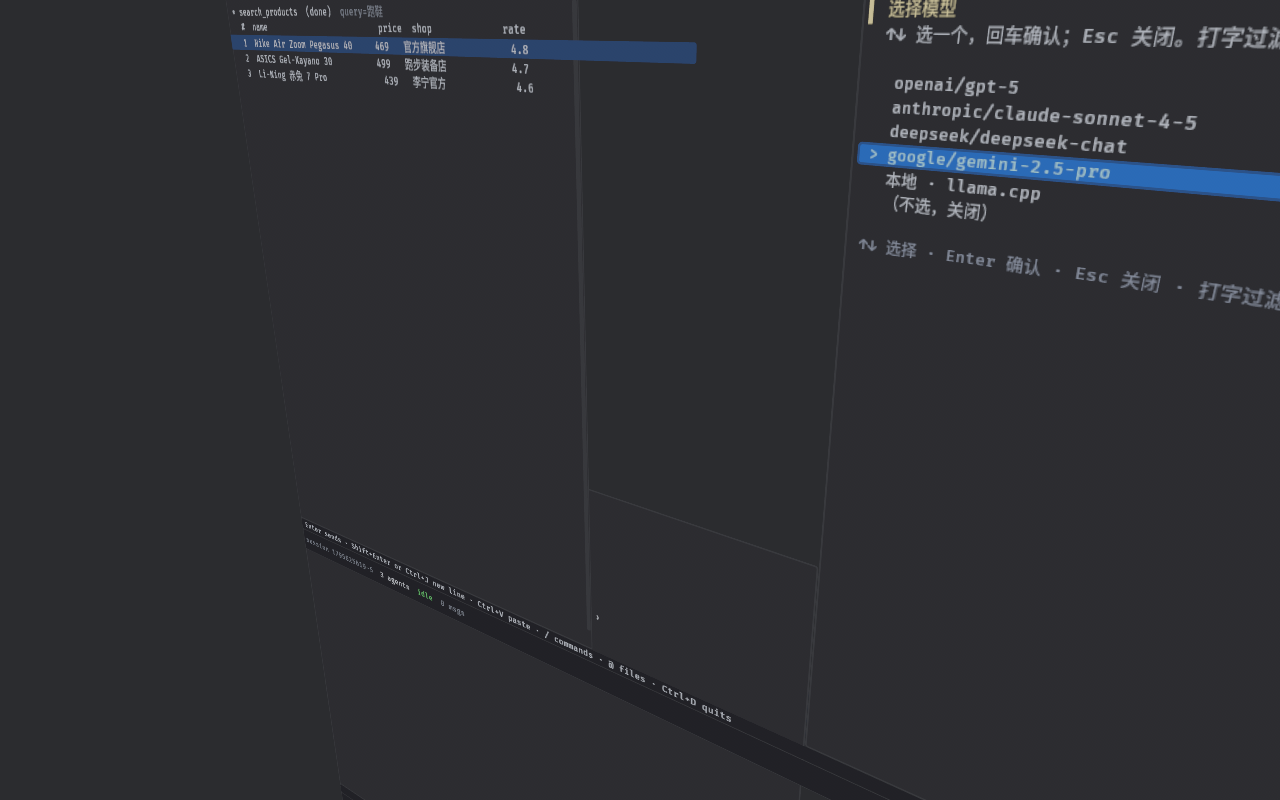 search_products (done) query=跑鞋
# name price shop rate
1 Nike Air Zoom Pegasus 40 469 官方旗舰店 4.8
2 ASICS Gel-Kayano 30 499 跑步装备店 4.7
3 Li-Ning 赤兔 7 Pro 439 李宁官方 4.6
Enter sends · Shift+Enter or Ctrl+J new line · Ctrl+V paste · / commands · @ files · Ctrl+D quits
session 3 agents idle 0 msgs
›
选择模型
↑↓ 选一个，回车确认；Esc 关闭。打字过滤
openai/gpt-5
anthropic/claude-sonnet-4-5
deepseek/deepseek-chat
> google/gemini-2.5-pro
本地 · llama.cpp
（不选，关闭）
↑↓ 选择 · Enter 确认 · Esc 关闭 · 打字过滤